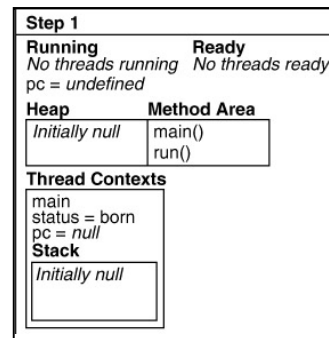 Step 1
Running Ready
No threads running No threads ready
pc = undefined
Heap Method Area
Initially null main()
run()
Thread Contexts
main
status = born
pc = null
Stack
Initially null